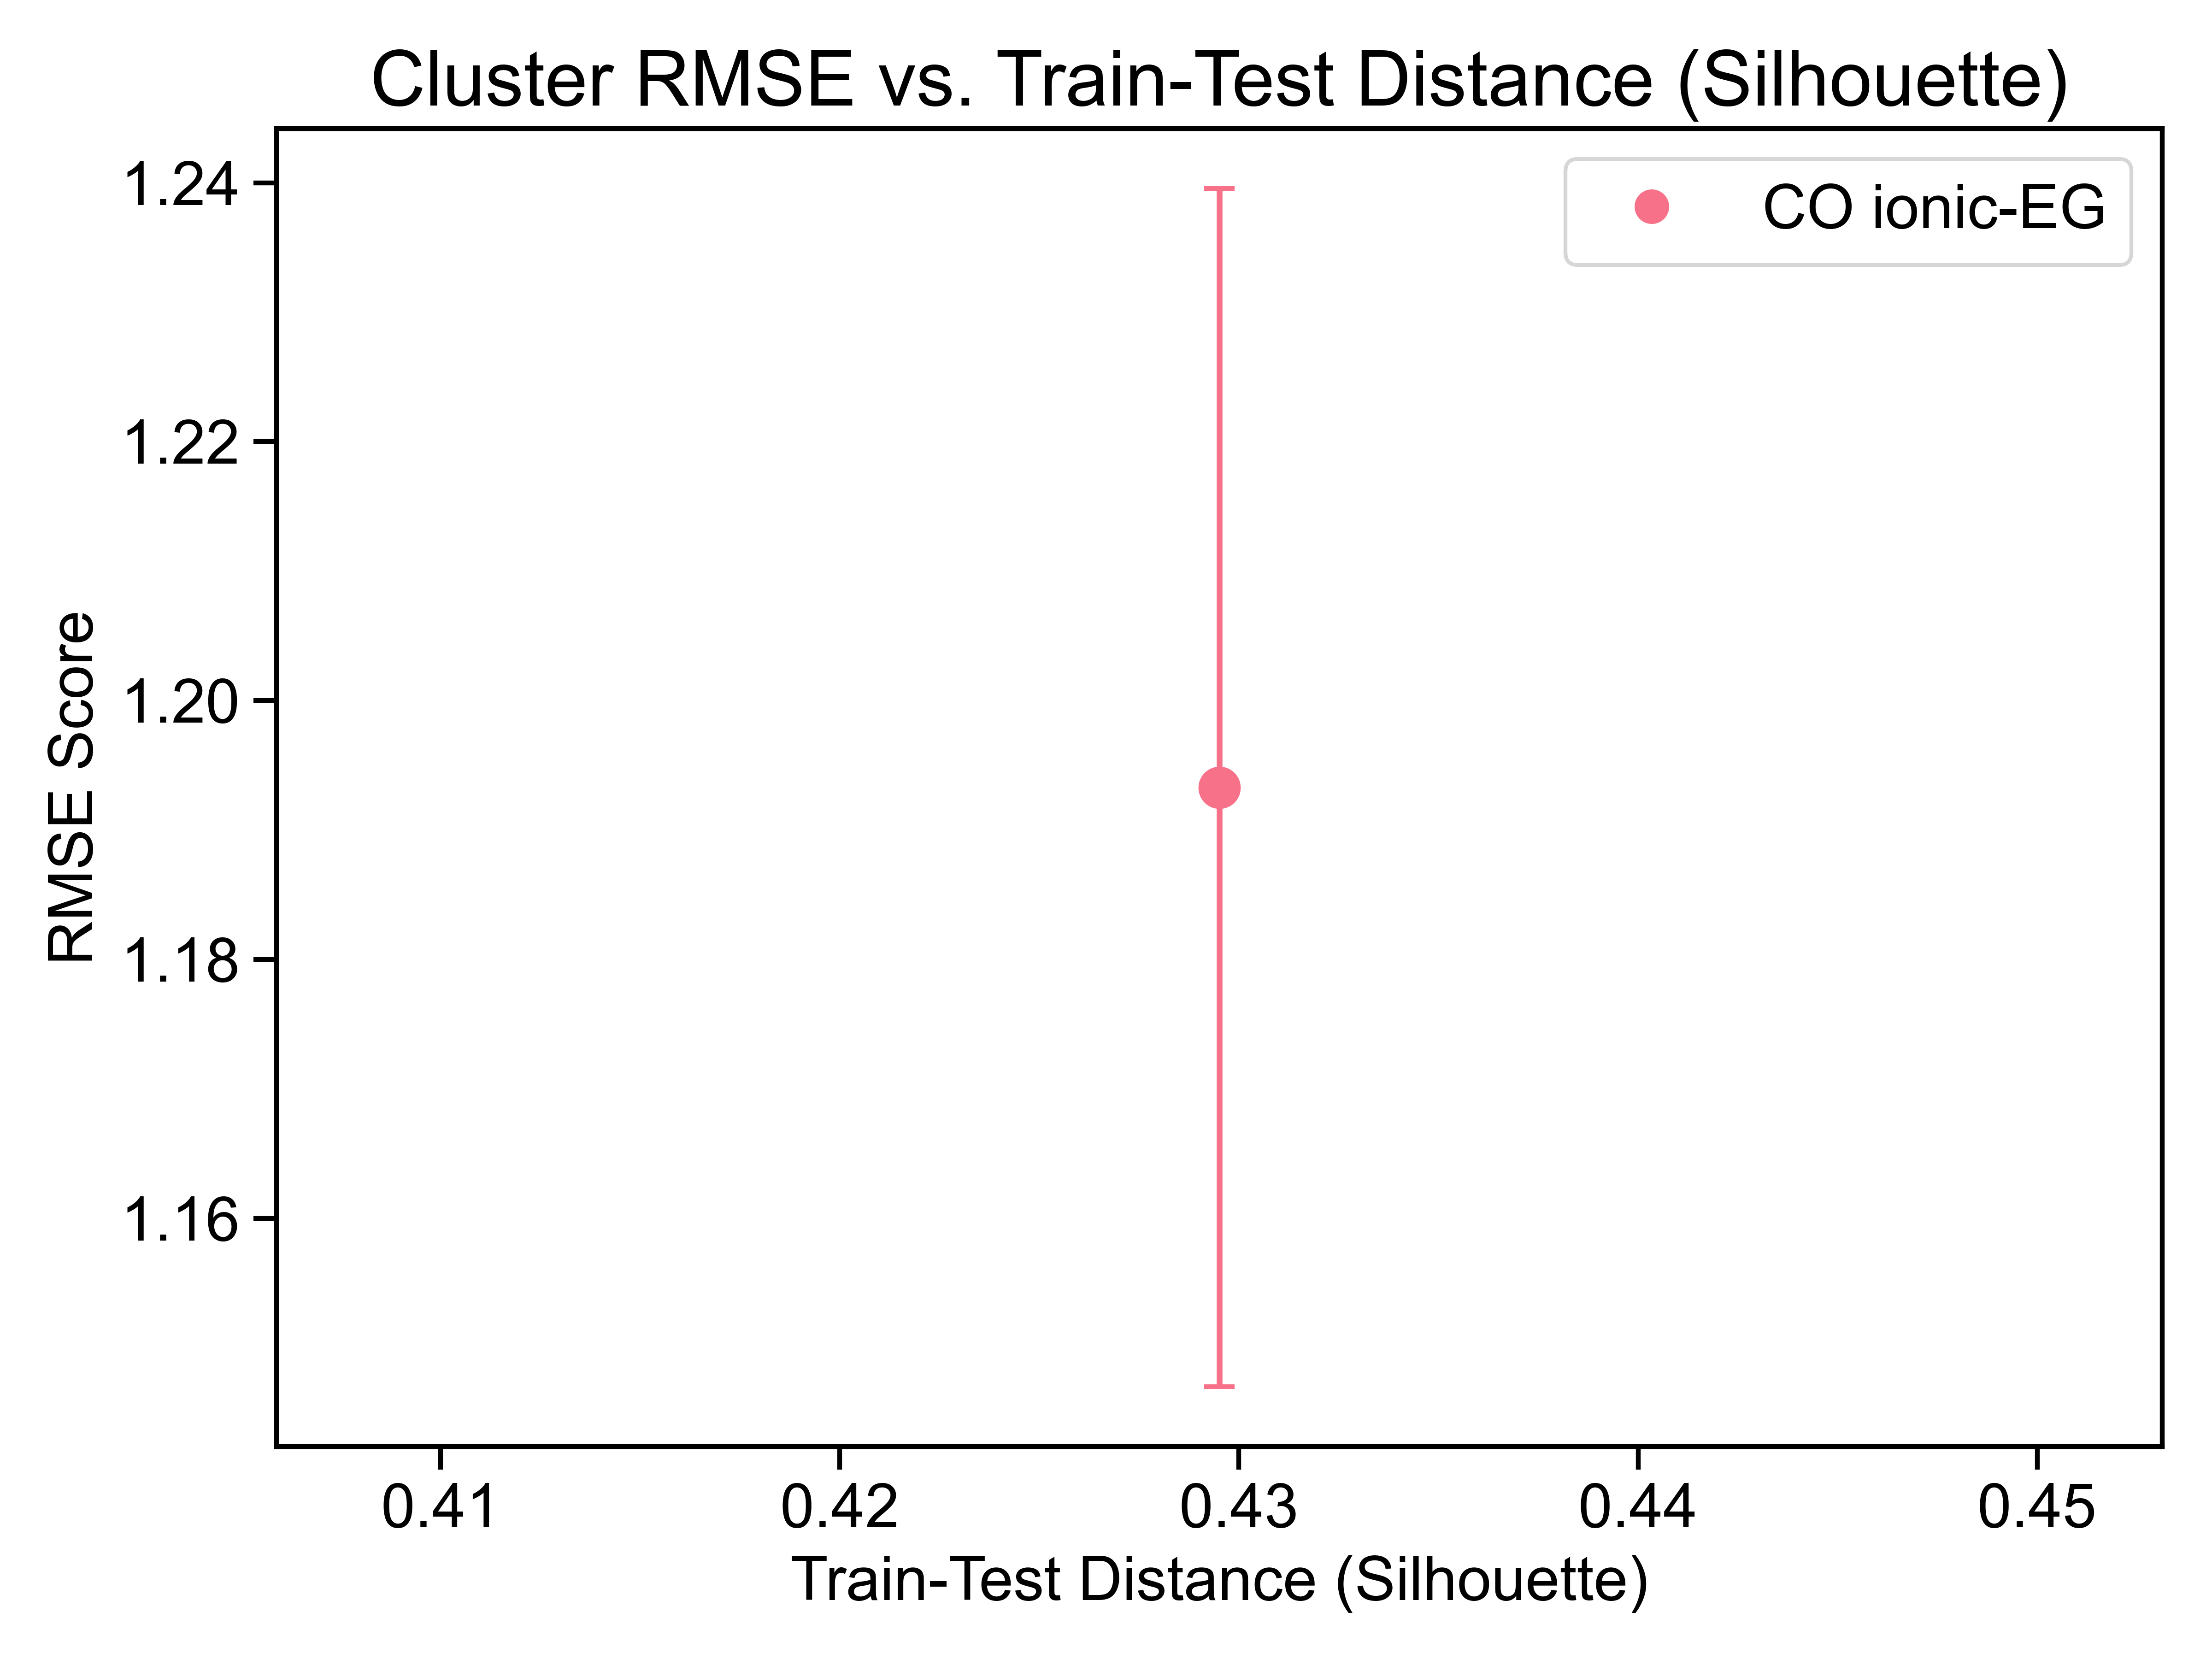 Cluster RMSE vs. Train-Test Distance (Silhouette)
CO ionic-EG
RMSE Score
1.24
1.22
1.20
1.18
1.16
0.41 0.42 0.43 0.44 0.45
Train-Test Distance (Silhouette)